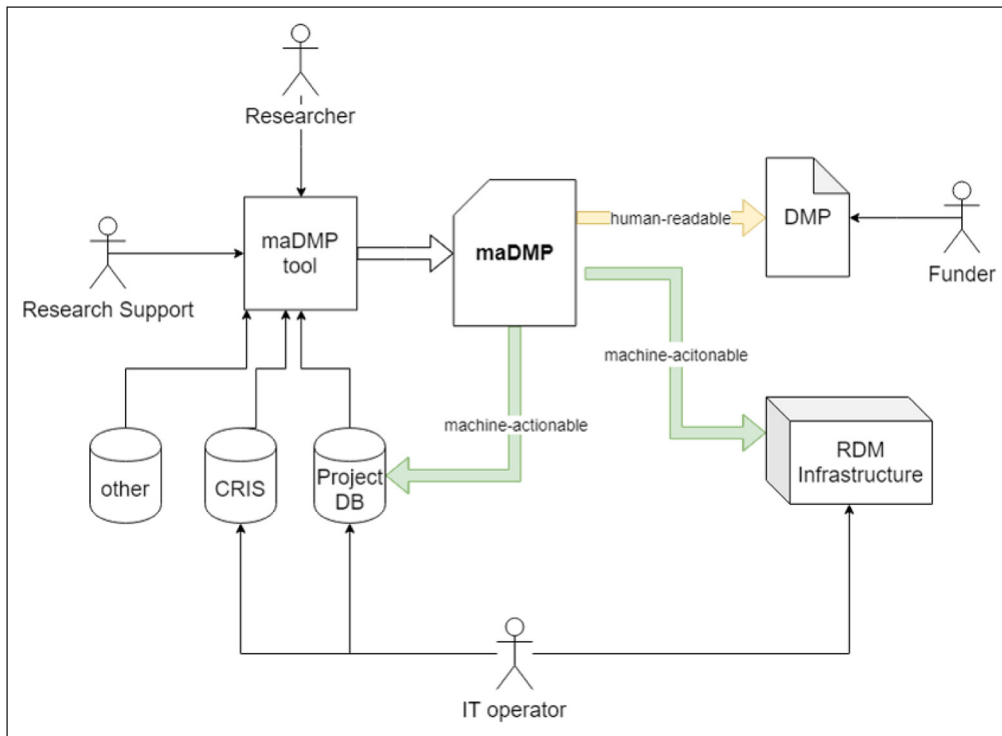 Researcher
maDMP
tool
maDMP
human-readable
DMP
Research Support
Funder
machine-acitonable
machine-actionable
other
CRIS
Project
DB
RDM
Infrastructure
IT operator